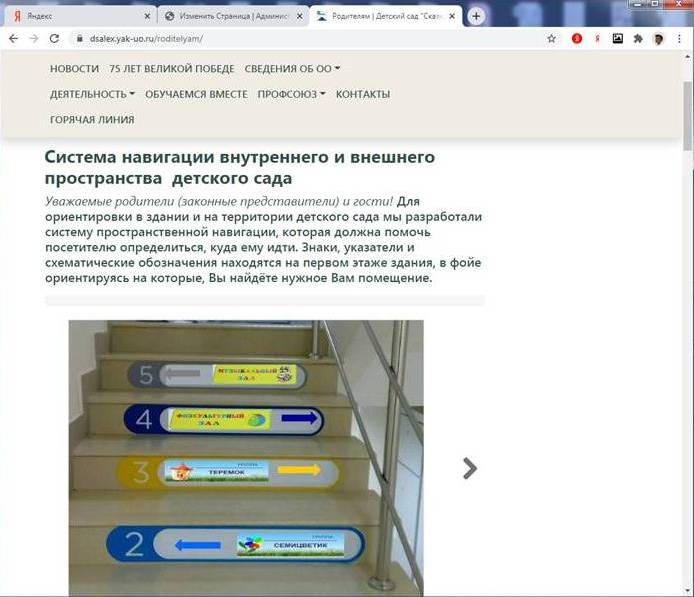 Яндекс
Изменить Страница | Админис
Родителям | Детский сад "Сказ
dsalex.yak-uo.ru/roditelyam/
НОВОСТИ 75 ЛЕТ ВЕЛИКОЙ ПОБЕДЕ СВЕДЕНИЯ ОБ ОО
ДЕЯТЕЛЬНОСТЬ ОБУЧАЕМСЯ ВМЕСТЕ ПРОФСОЮЗ КОНТАКТЫ
ГОРЯЧАЯ ЛИНИЯ
Система навигации внутреннего и внешнего
пространства детского сада
Уважаемые родители (законные представители) и гости! Для
ориентировки в здании и на территории детского сада мы разработали
систему пространственной навигации, которая должна помочь
посетителю определиться, куда ему идти. Знаки, указатели и
схематические обозначения находятся на первом этаже здания, в фойе
ориентируясь на которые, Вы найдёте нужное Вам помещение.
5 МУЗЫКАЛЬНЫЙ
ЗАЛ
4 ФИЗКУЛЬТУРНЫЙ
ЗАЛ
ГРУППА
3 ТЕРЕМОК
ГРУППА
2 СЕМИЦВЕТИК